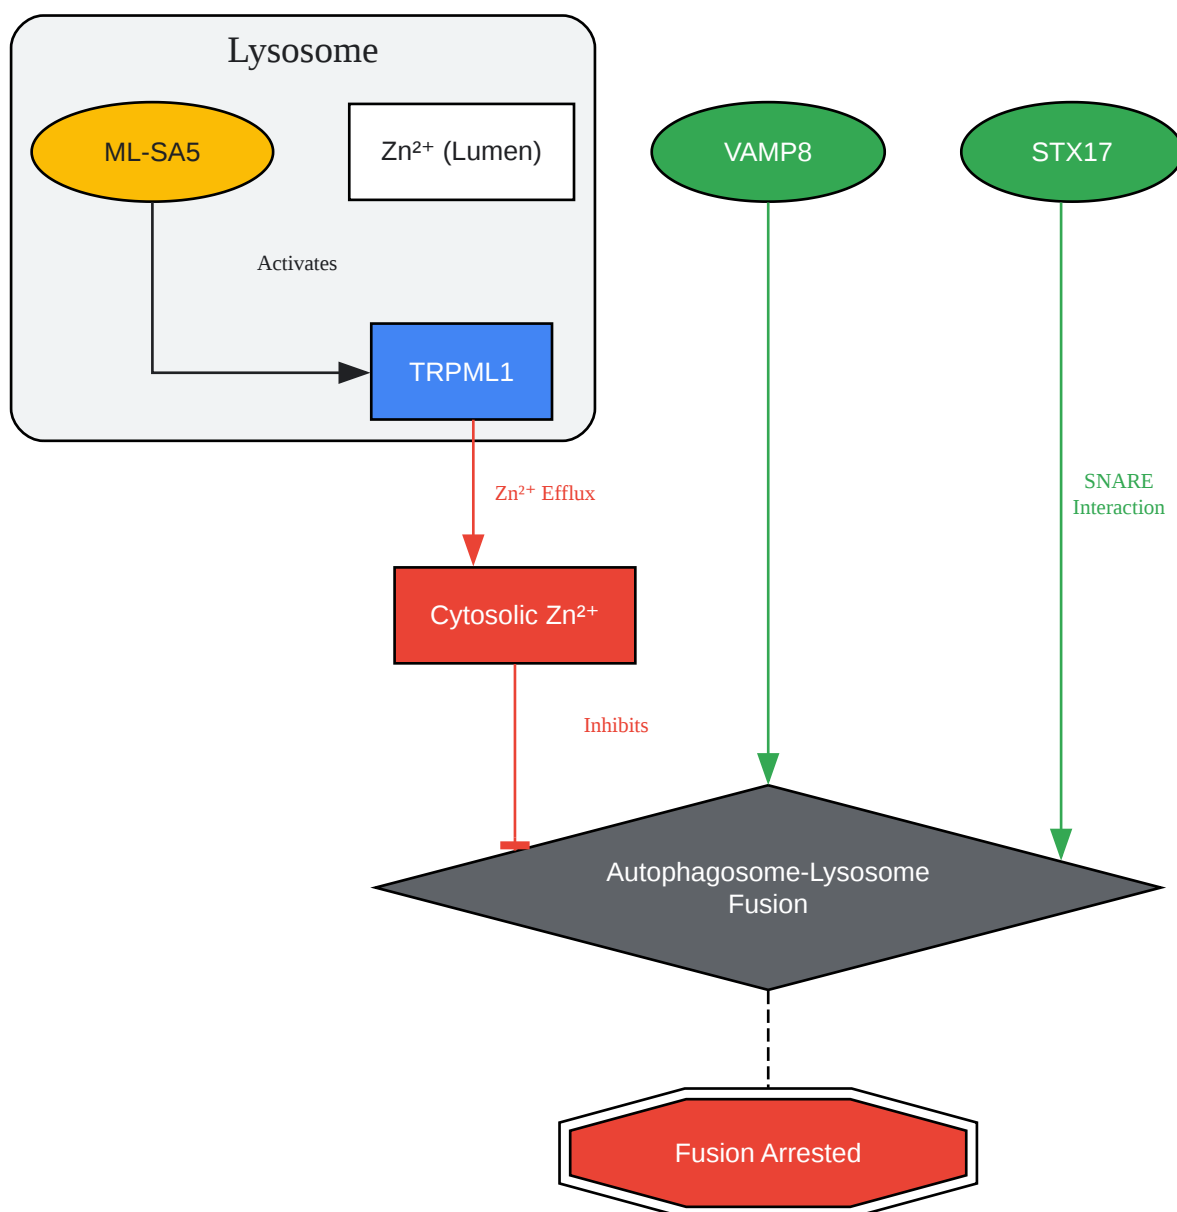 Lysosome
ML-SA5
Zn²⁺ (Lumen)
VAMP8
STX17
Activates
TRPML1
Zn²⁺ Efflux
SNARE
Interaction
Cytosolic Zn²⁺
Inhibits
Autophagosome-Lysosome
Fusion
Fusion Arrested